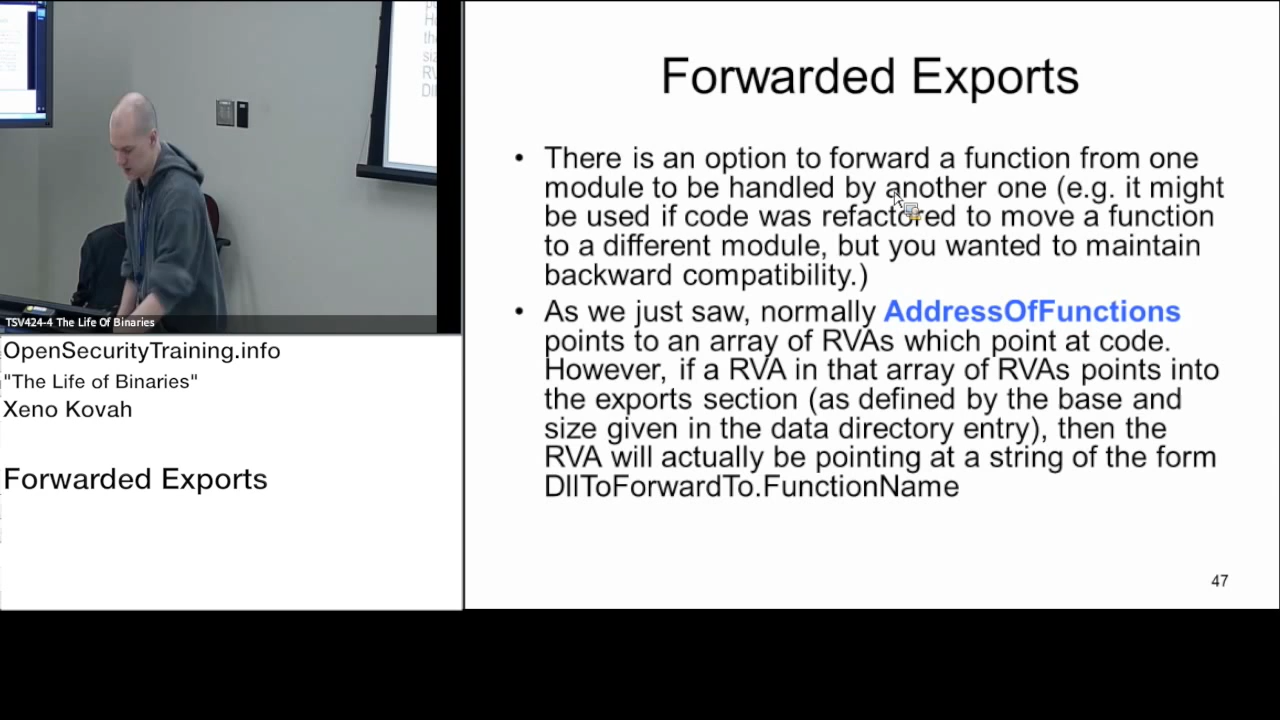 TSV424-4 The Life Of Binaries
OpenSecurityTraining.info
"The Life of Binaries"
Xeno Kovah
Forwarded Exports
Forwarded Exports
• There is an option to forward a function from one
module to be handled by another one (e.g. it might
be used if code was refactored to move a function
to a different module, but you wanted to maintain
backward compatibility.)
• As we just saw, normally AddressOfFunctions
points to an array of RVAs which point at code.
However, if a RVA in that array of RVAs points into
the exports section (as defined by the base and
size given in the data directory entry), then the
RVA will actually be pointing at a string of the form
DllToForwardTo.FunctionName
47